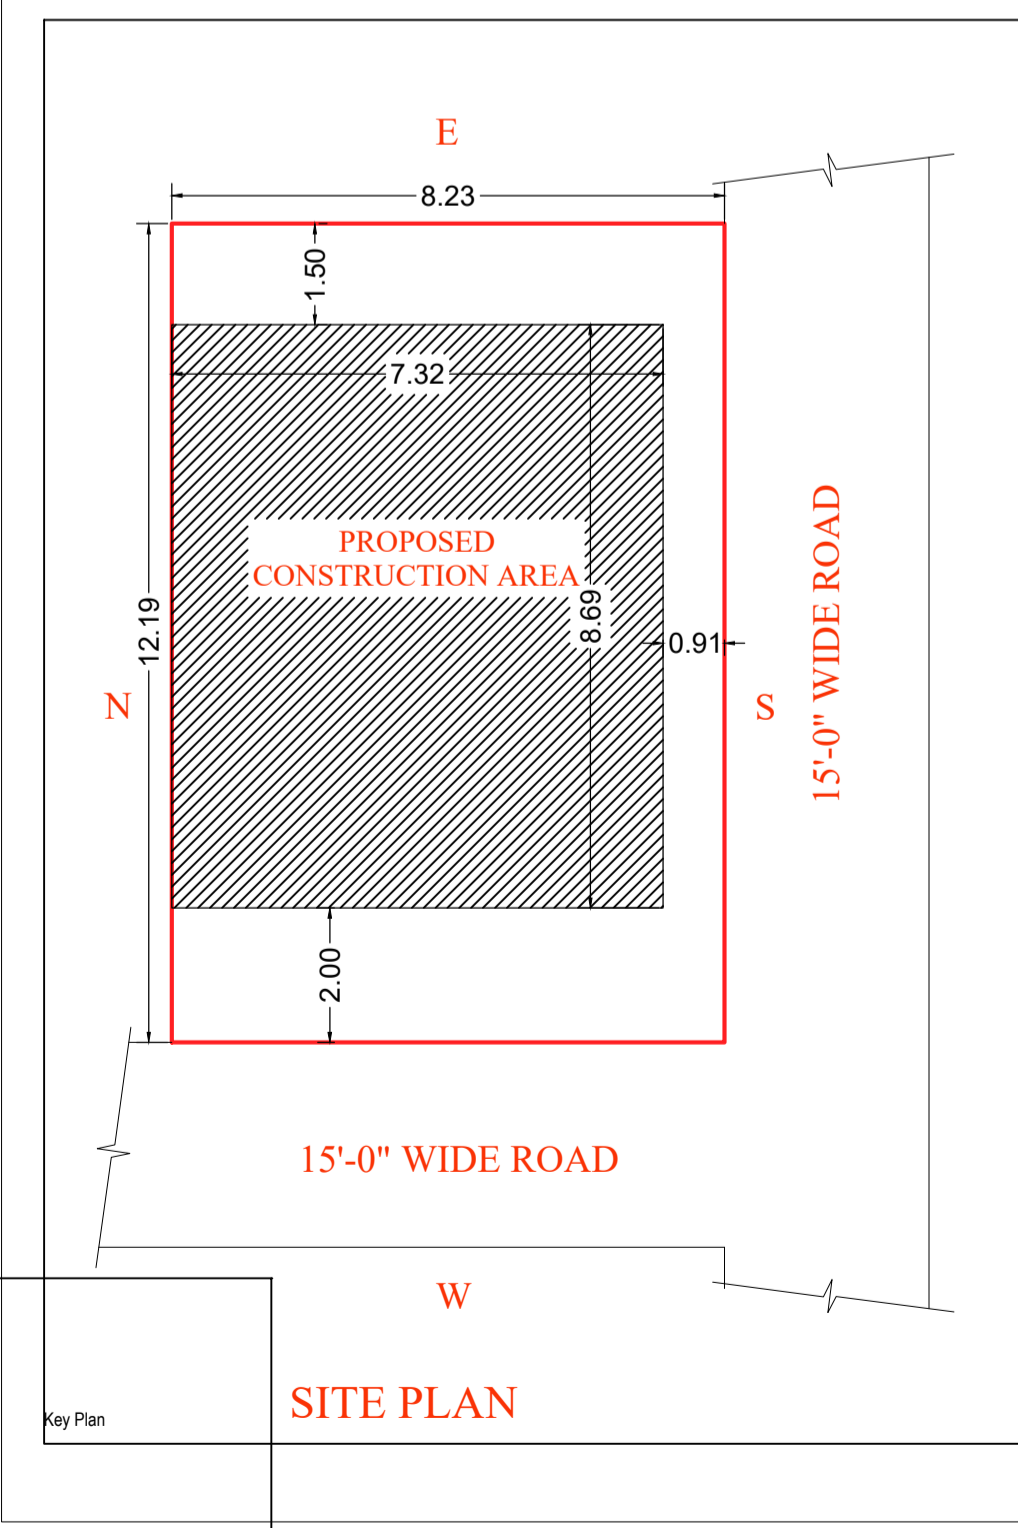 E
8.23
1.50
7.32
PROPOSED
CONSTRUCTION AREA
12.19
8.69
0.91
N
S
15'-0" WIDE ROAD
2.00
15'-0" WIDE ROAD
W
SITE PLAN
Key Plan